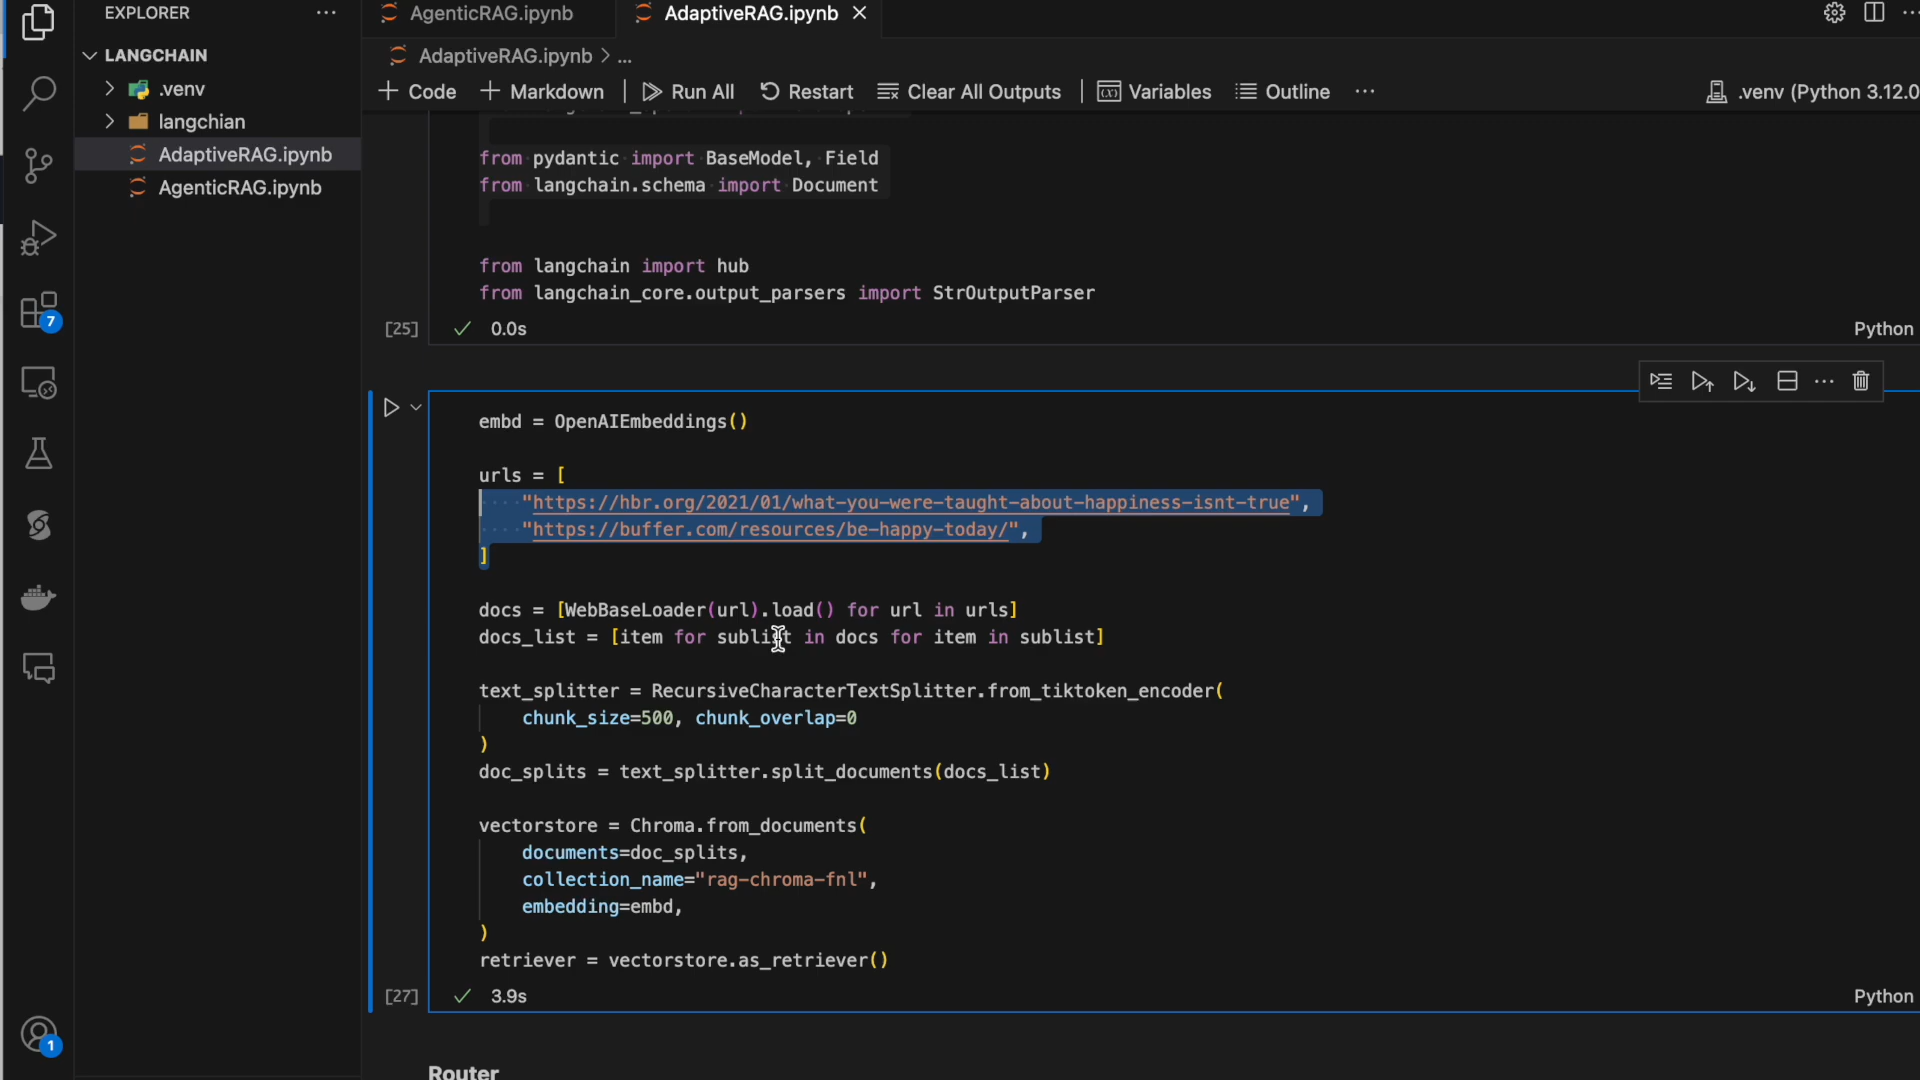 EXPLORER
LANGCHAIN
.venv
langchian
AdaptiveRAG.ipynb
AgenticRAG.ipynb
7
1
AgenticRAG.ipynb
AdaptiveRAG.ipynb
AdaptiveRAG.ipynb > ...
+ Code + Markdown | Run All Restart Clear All Outputs | Variables Outline ...
.venv (Python 3.12.0
from pydantic import BaseModel, Field
from langchain.schema import Document
from langchain import hub
from langchain_core.output_parsers import StrOutputParser
[25] 0.0s Python
embd = OpenAIEmbeddings()
urls = [
"https://hbr.org/2021/01/what-you-were-taught-about-happiness-isnt-true",
"https://buffer.com/resources/be-happy-today/",
]
docs = [WebBaseLoader(url).load() for url in urls]
docs_list = [item for sublist in docs for item in sublist]
text_splitter = RecursiveCharacterTextSplitter.from_tiktoken_encoder(
chunk_size=500, chunk_overlap=0
)
doc_splits = text_splitter.split_documents(docs_list)
vectorstore = Chroma.from_documents(
documents=doc_splits,
collection_name="rag-chroma-fnl",
embedding=embd,
)
retriever = vectorstore.as_retriever()
[27] 3.9s Python
Router